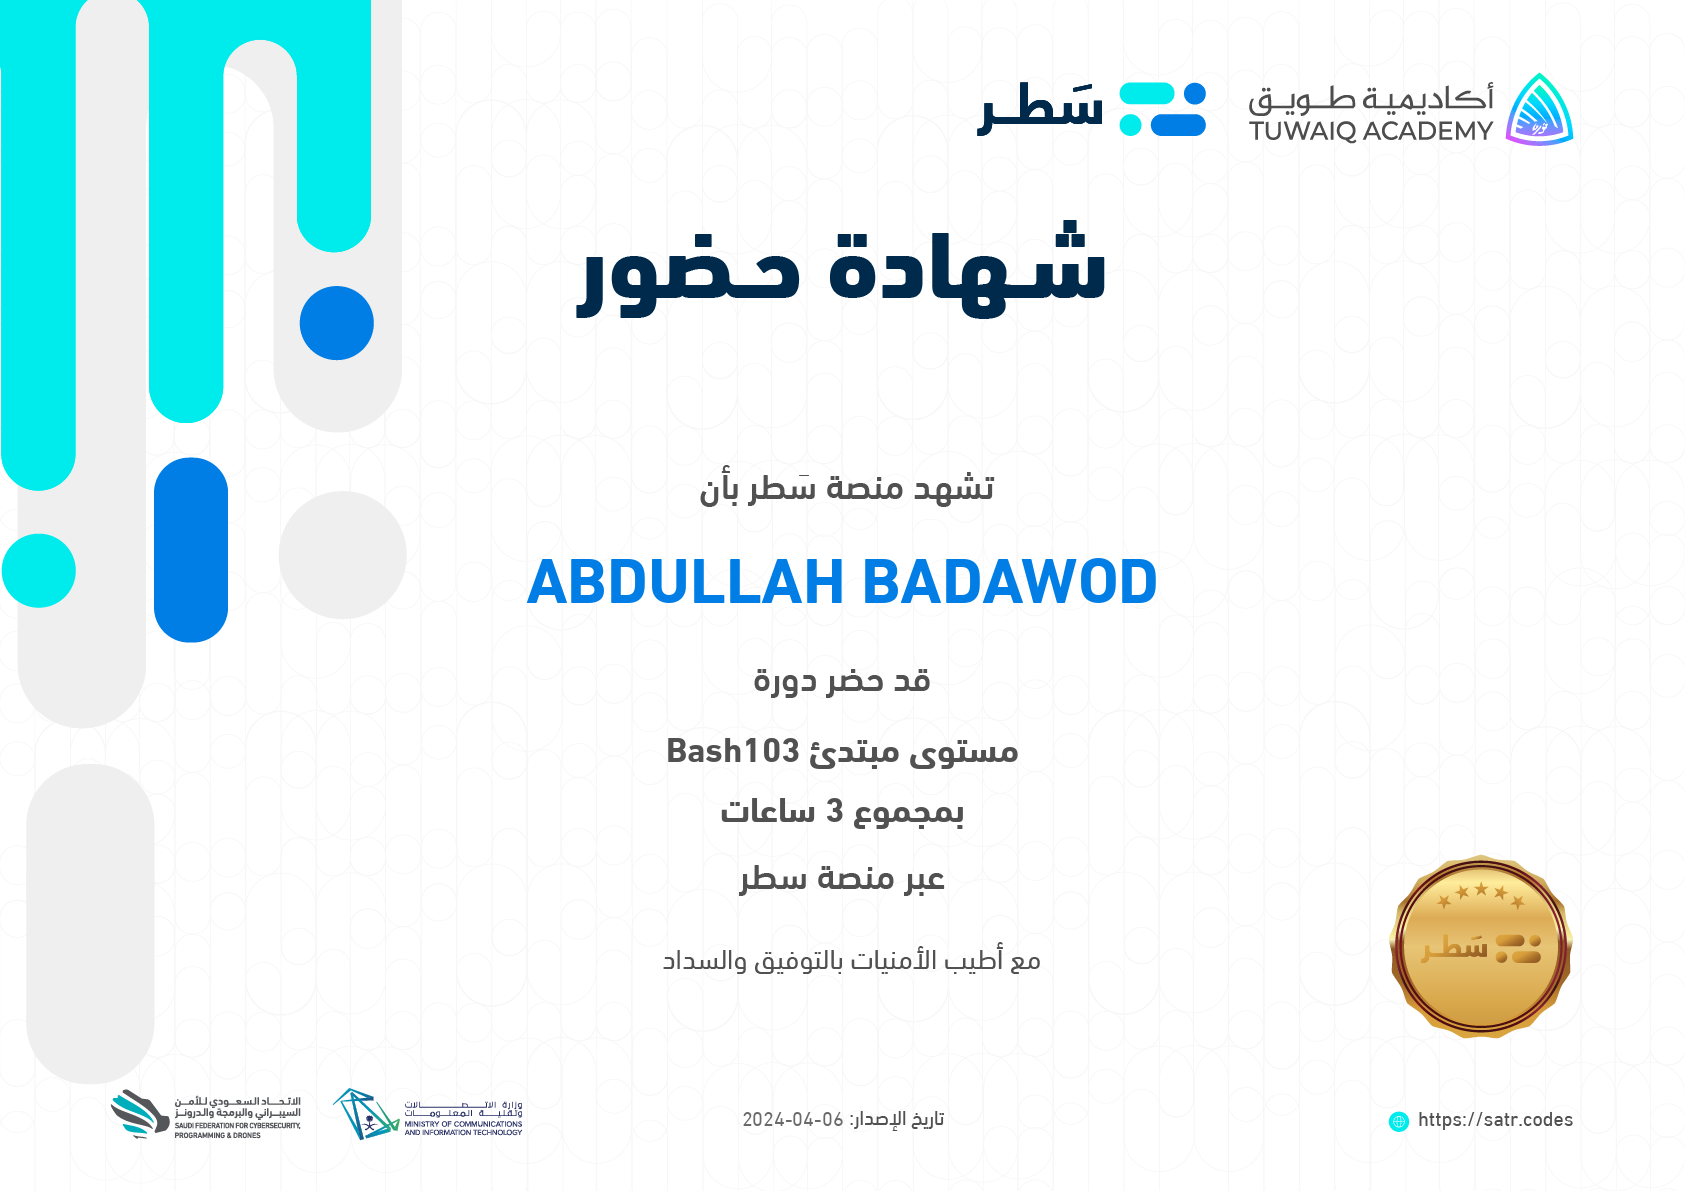 أكاديمية طويق
TUWAIQ ACADEMY
سَطر
شهادة حضور
تشهد منصة سَطر بأن
ABDULLAH BADAWOD
قد حضر دورة
مستوى مبتدئ Bash103
بمجموع 3 ساعات
عبر منصة سطر
مع أطيب الأمنيات بالتوفيق والسداد
سَطر
الاتحاد السعودي للأمن
السيبراني والبرمجة والدرونز
SAUDI FEDERATION FOR CYBERSECURITY,
PROGRAMMING & DRONES
وزارة الاتصالات
وتقنية المعلومات
MINISTRY OF COMMUNICATIONS
AND INFORMATION TECHNOLOGY
تاريخ الإصدار: 2024-04-06
https://satr.codes